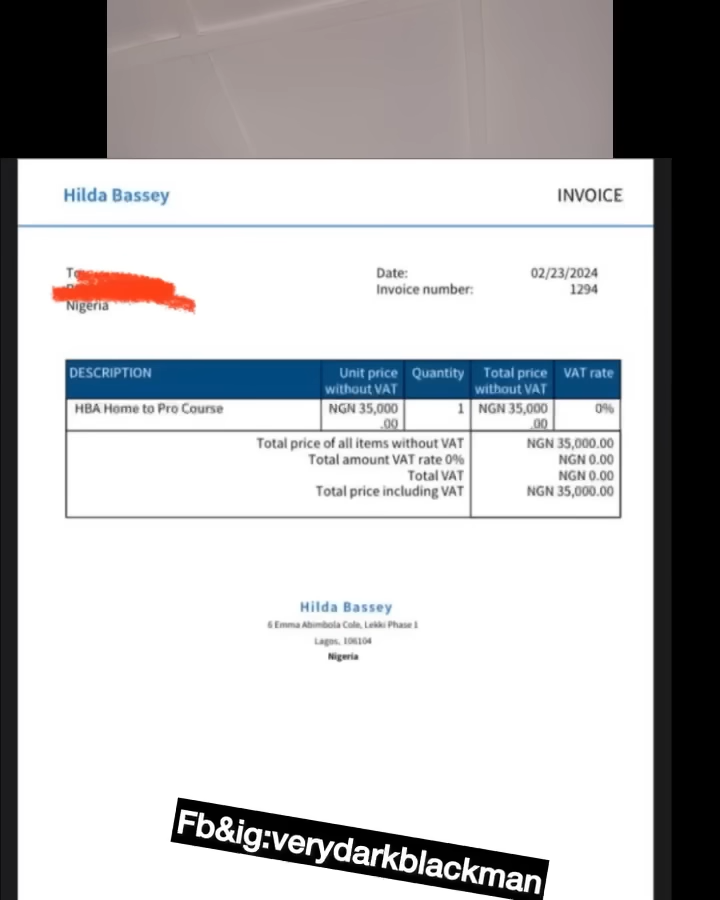 Hilda Bassey INVOICE
To
Nigeria
Date: 02/23/2024
Invoice number: 1294
DESCRIPTION Unit price without VAT Quantity Total price without VAT VAT rate
HBA Home to Pro Course NGN 35,000.00 1 NGN 35,000.00 0%
Total price of all items without VAT NGN 35,000.00
Total amount VAT rate 0% NGN 0.00
Total VAT NGN 0.00
Total price including VAT NGN 35,000.00
Hilda Bassey
6 Emma Abimbola Cole, Lekki Phase 1
Lagos, 106104
Nigeria
Fb&ig:verydarkblackman